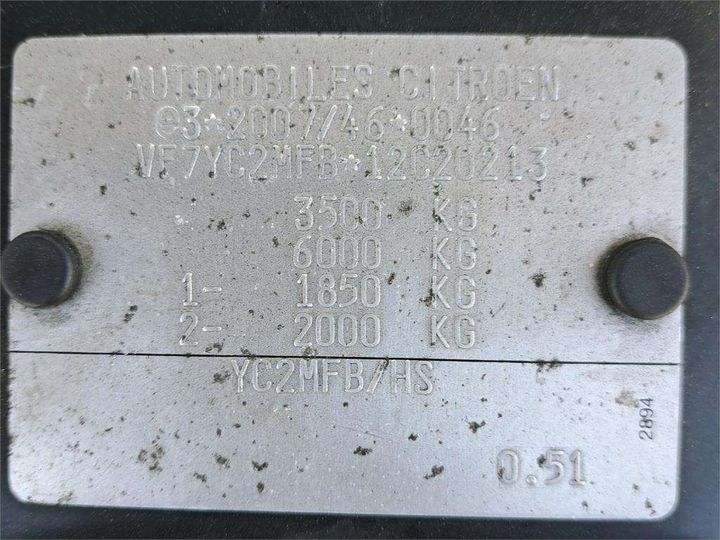 AUTOMOBILES CITROEN
e3*2007/46*0046
VF7YC2MFB*12C20213
3500 KG
6000 KG
1- 1850 KG
2- 2000 KG
YC2MFB/HS
2894
0.51